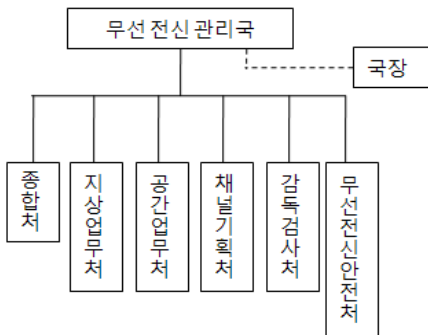 무선 전신 관리국
국장
종합처
지상업무처
공간업무처
채널기획처
감독검사처
무선전신안전처